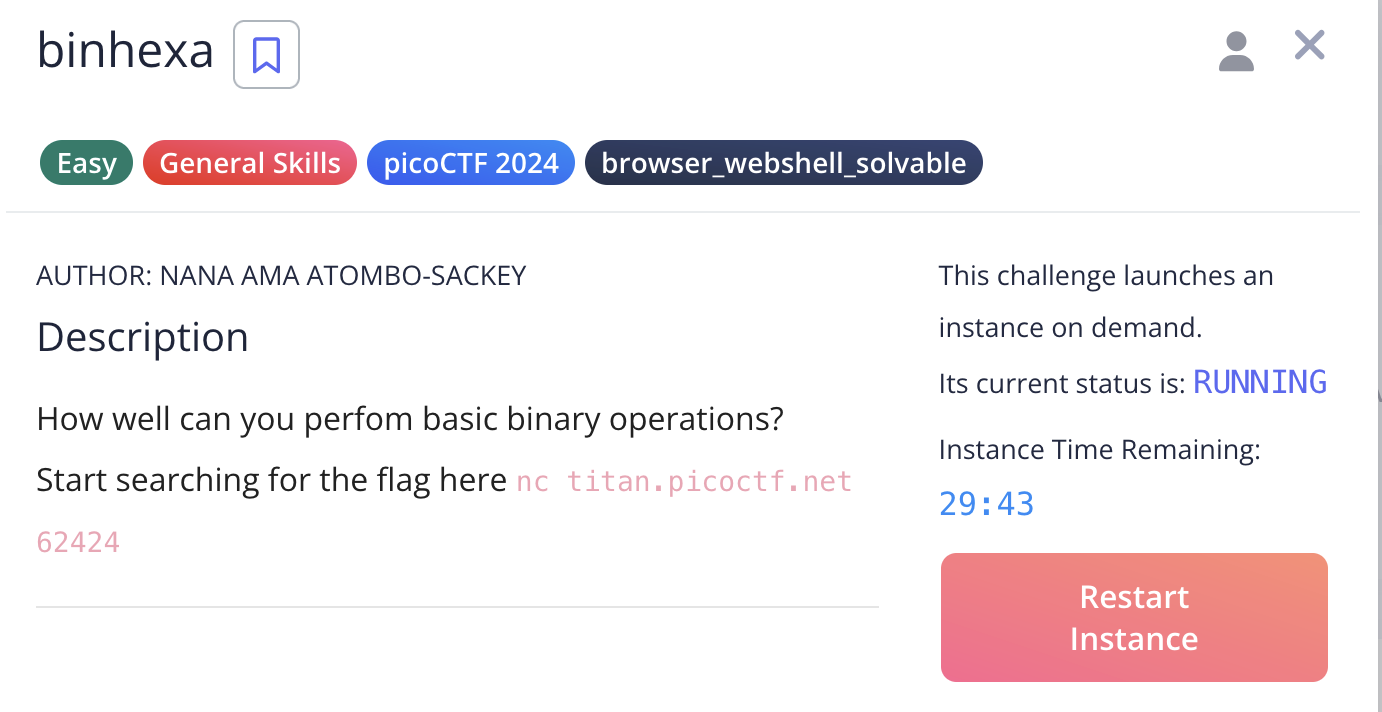 binhexa
Easy
General Skills
picoCTF 2024
browser_webshell_solvable
AUTHOR: NANA AMA ATOMBO-SACKEY
Description
How well can you perfom basic binary operations?
Start searching for the flag here nc titan.picoctf.net
62424
This challenge launches an
instance on demand.
Its current status is: RUNNING
Instance Time Remaining:
29:43
Restart
Instance